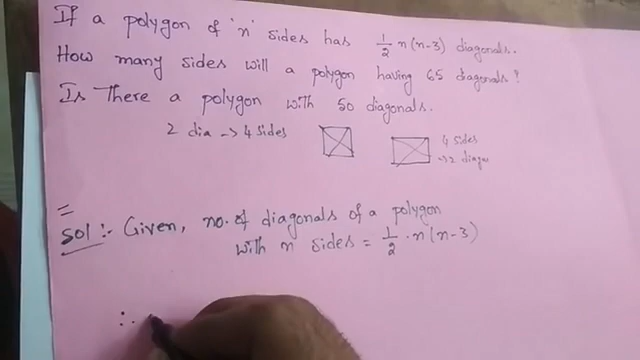 If a polygon of 'n' sides has 1/2 n(n-3) diagonals.
How many sides will a polygon having 65 diagonals?
Is There a polygon with 50 diagonals.
2 dia -> 4 sides
4 sides
-> 2 diagon
Sol :- Given, no. of diagonals of a polygon
with n sides = 1/2 · n(n-3)
∴